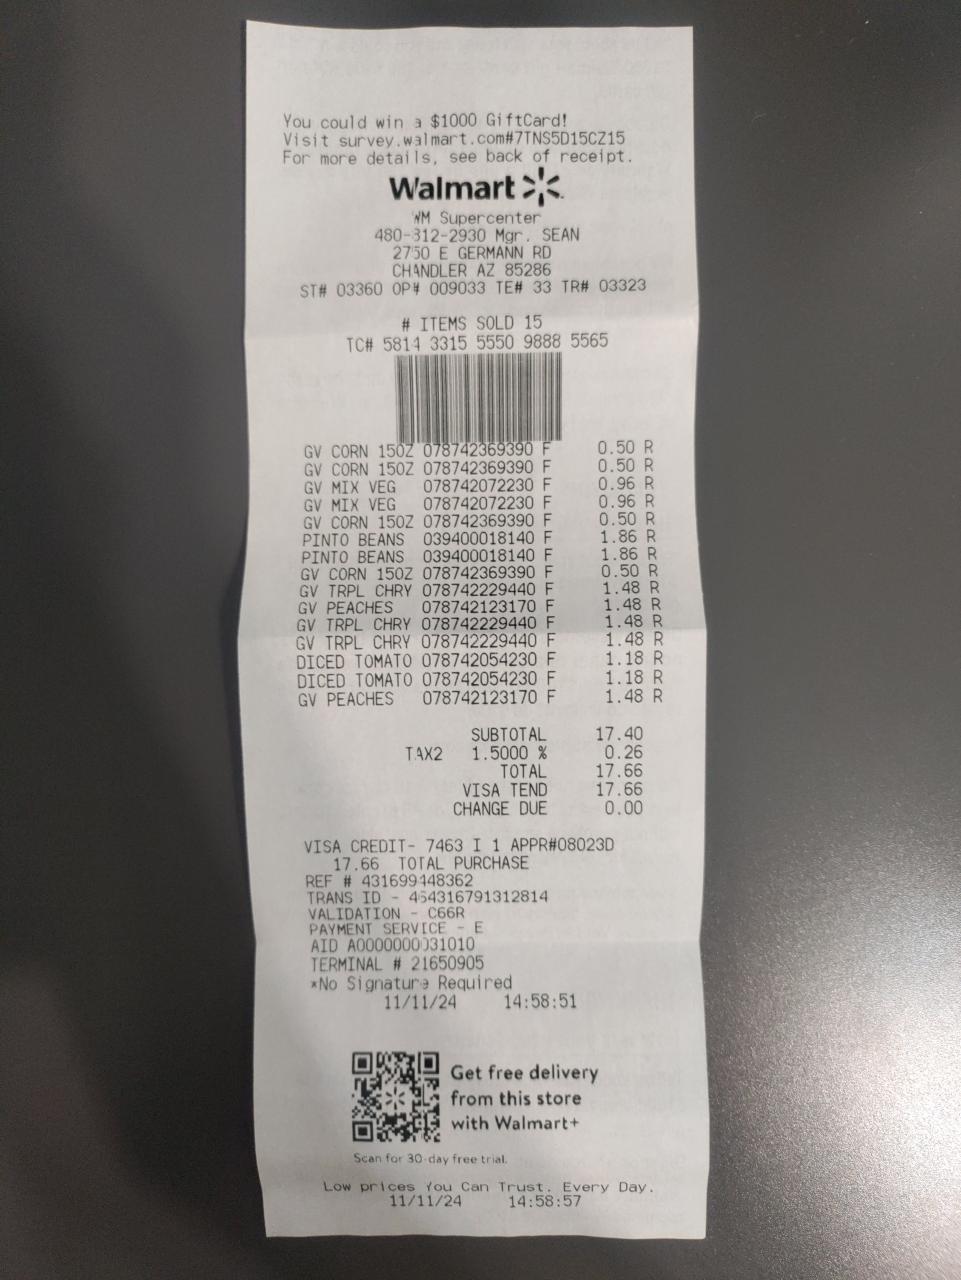 You could win a $1000 GiftCard!
Visit survey.walmart.com#7TNS5D15CZ15
For more details, see back of receipt.
Walmart
WM Supercenter
480-312-2930 Mgr. SEAN
2750 E GERMANN RD
CHANDLER AZ 85286
ST# 03360 OP# 009033 TE# 33 TR# 03323
# ITEMS SOLD 15
TC# 5814 3315 5550 9888 5565
GV CORN 15OZ 078742369390 F 0.50 R
GV CORN 15OZ 078742369390 F 0.50 R
GV MIX VEG 078742072230 F 0.96 R
GV MIX VEG 078742072230 F 0.96 R
GV CORN 15OZ 078742369390 F 0.50 R
PINTO BEANS 039400018140 F 1.86 R
PINTO BEANS 039400018140 F 1.86 R
GV CORN 15OZ 078742369390 F 0.50 R
GV TRPL CHRY 078742229440 F 1.48 R
GV PEACHES 078742123170 F 1.48 R
GV TRPL CHRY 078742229440 F 1.48 R
GV TRPL CHRY 078742229440 F 1.48 R
DICED TOMATO 078742054230 F 1.18 R
DICED TOMATO 078742054230 F 1.18 R
GV PEACHES 078742123170 F 1.48 R
SUBTOTAL 17.40
TAX2 1.5000 % 0.26
TOTAL 17.66
VISA TEND 17.66
CHANGE DUE 0.00
VISA CREDIT- 7463 I 1 APPR#08023D
17.66 TOTAL PURCHASE
REF # 431699448362
TRANS ID - 464316791312814
VALIDATION - C66R
PAYMENT SERVICE - E
AID A0000000031010
TERMINAL # 21650905
*No Signature Required
11/11/24 14:58:51
Get free delivery
from this store
with Walmart+
Scan for 30-day free trial.
Low prices You Can Trust. Every Day.
11/11/24 14:58:57